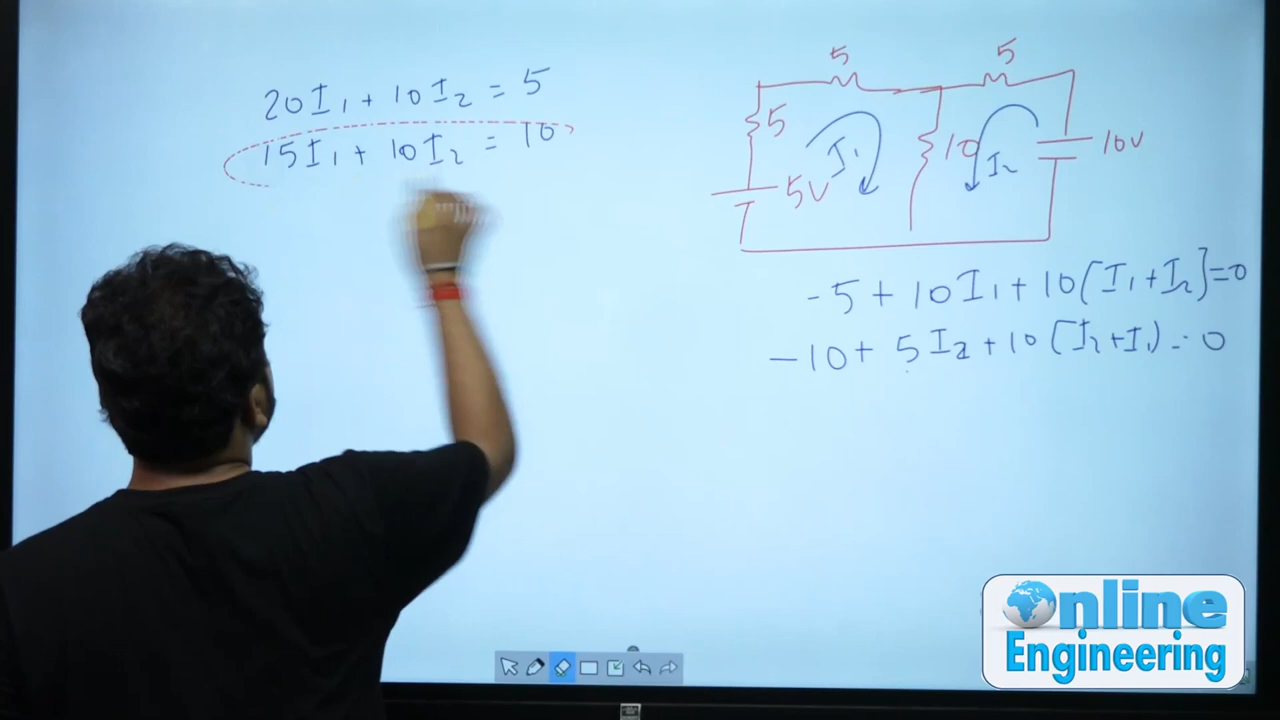 20I₁ + 10I₂ = 5
15I₁ + 10I₂ = 10
5
5
5
5V
I₁
10
I₂
10V
-5 + 10I₁ + 10(I₁ + I₂] = 0
-10 + 5I₂ + 10(I₂ + I₁) = 0
Online
Engineering